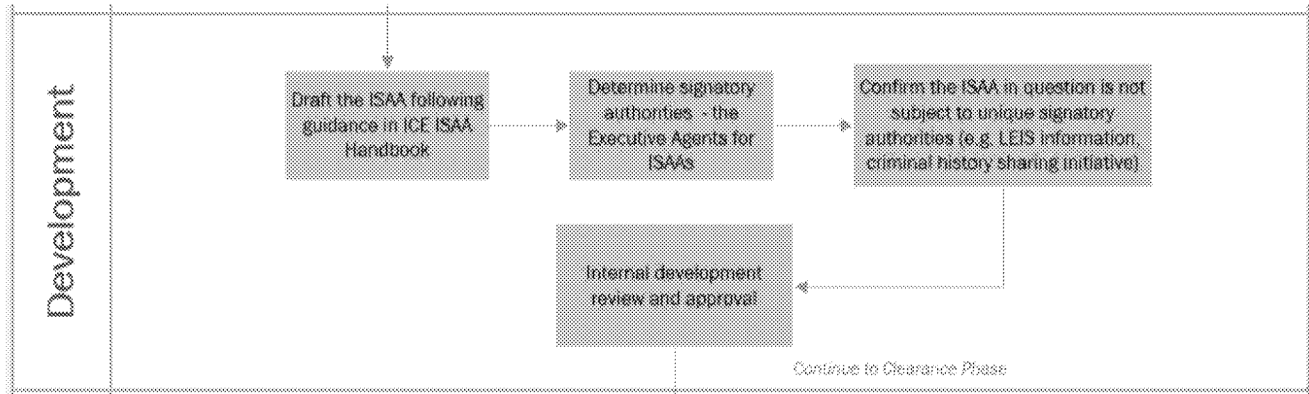 Development
Draft the ISAA following
guidance in ICE ISAA
Handbook
Determine signatory
authorities - the
Executive Agents for
ISAAs
Confirm the ISAA in question is not
subject to unique signatory
authorities (e.g. LEIS information,
criminal history sharing initiative)
Internal development
review and approval
Continue to Clearance Phase